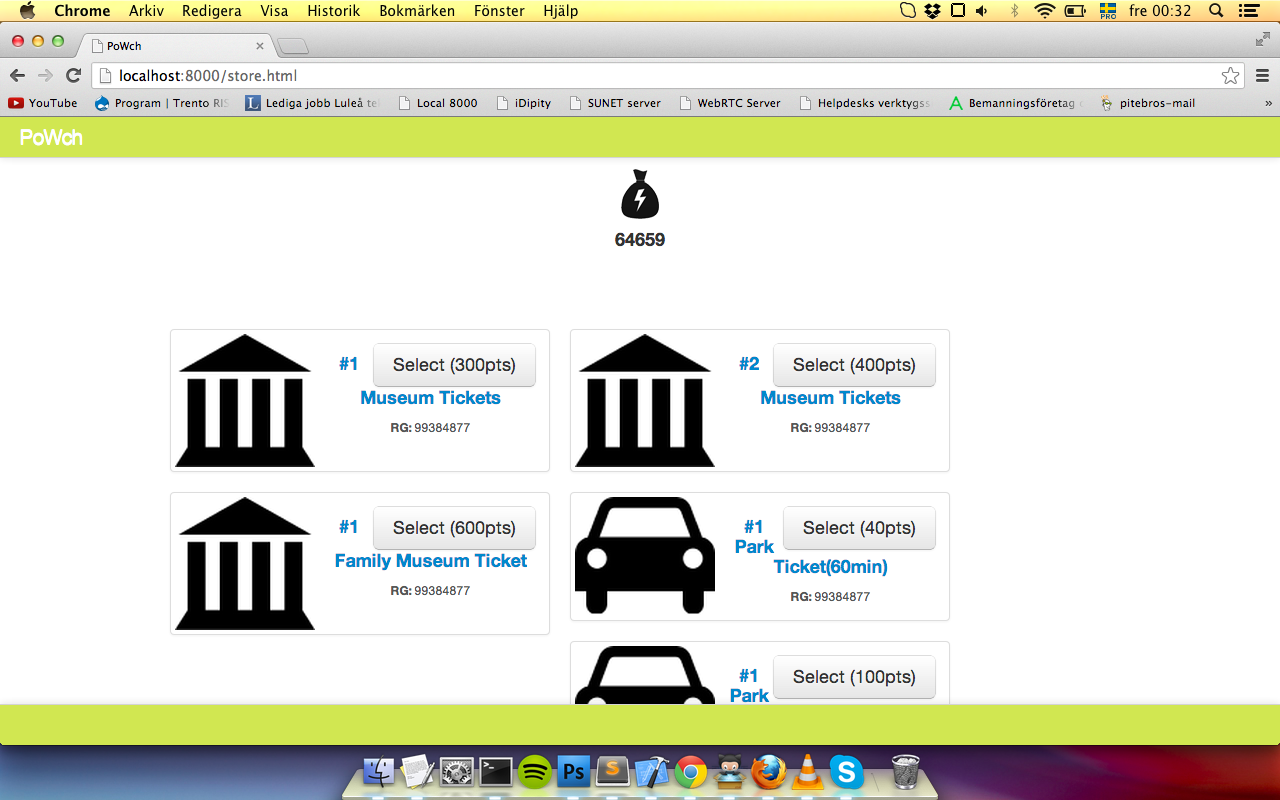 Chrome Arkiv Redigera Visa Historik Bokmärken Fönster Hjälp PRO fre 00:32
PoWch
localhost:8000/store.html
YouTube Program | Trento RIS Lediga jobb Luleå Local 8000 iDipity SUNET server WebRTC Server Helpdesks verktygss Bemanningsföretag pitebros-mail »
PoWch
64659
#1 Select (300pts)
Museum Tickets
RG: 99384877
#2 Select (400pts)
Museum Tickets
RG: 99384877
#1 Select (600pts)
Family Museum Ticket
RG: 99384877
#1 Select (40pts)
Park
Ticket(60min)
RG: 99384877
#1 Select (100pts)
Park
Ps S S